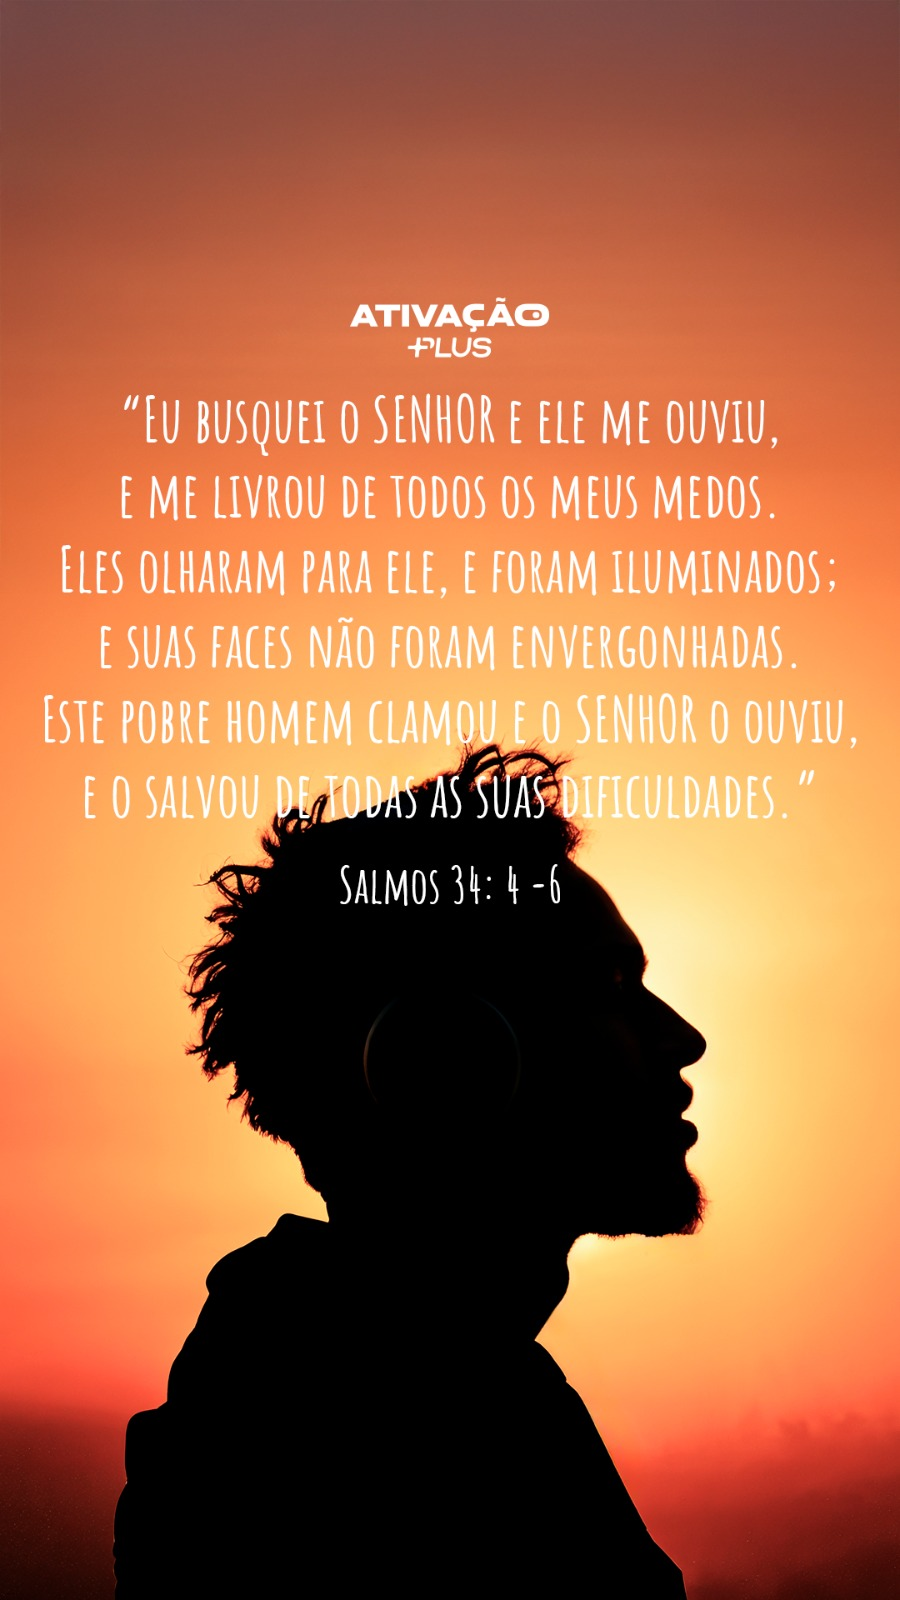 ATIVAÇÃO
+PLUS
“Eu busquei o SENHOR e ele me ouviu,
e me livrou de todos os meus medos.
Eles olharam para ele, e foram iluminados;
e suas faces não foram envergonhadas.
Este pobre homem clamou e o SENHOR o ouviu,
e o salvou de todas as suas dificuldades.”
Salmos 34: 4 -6